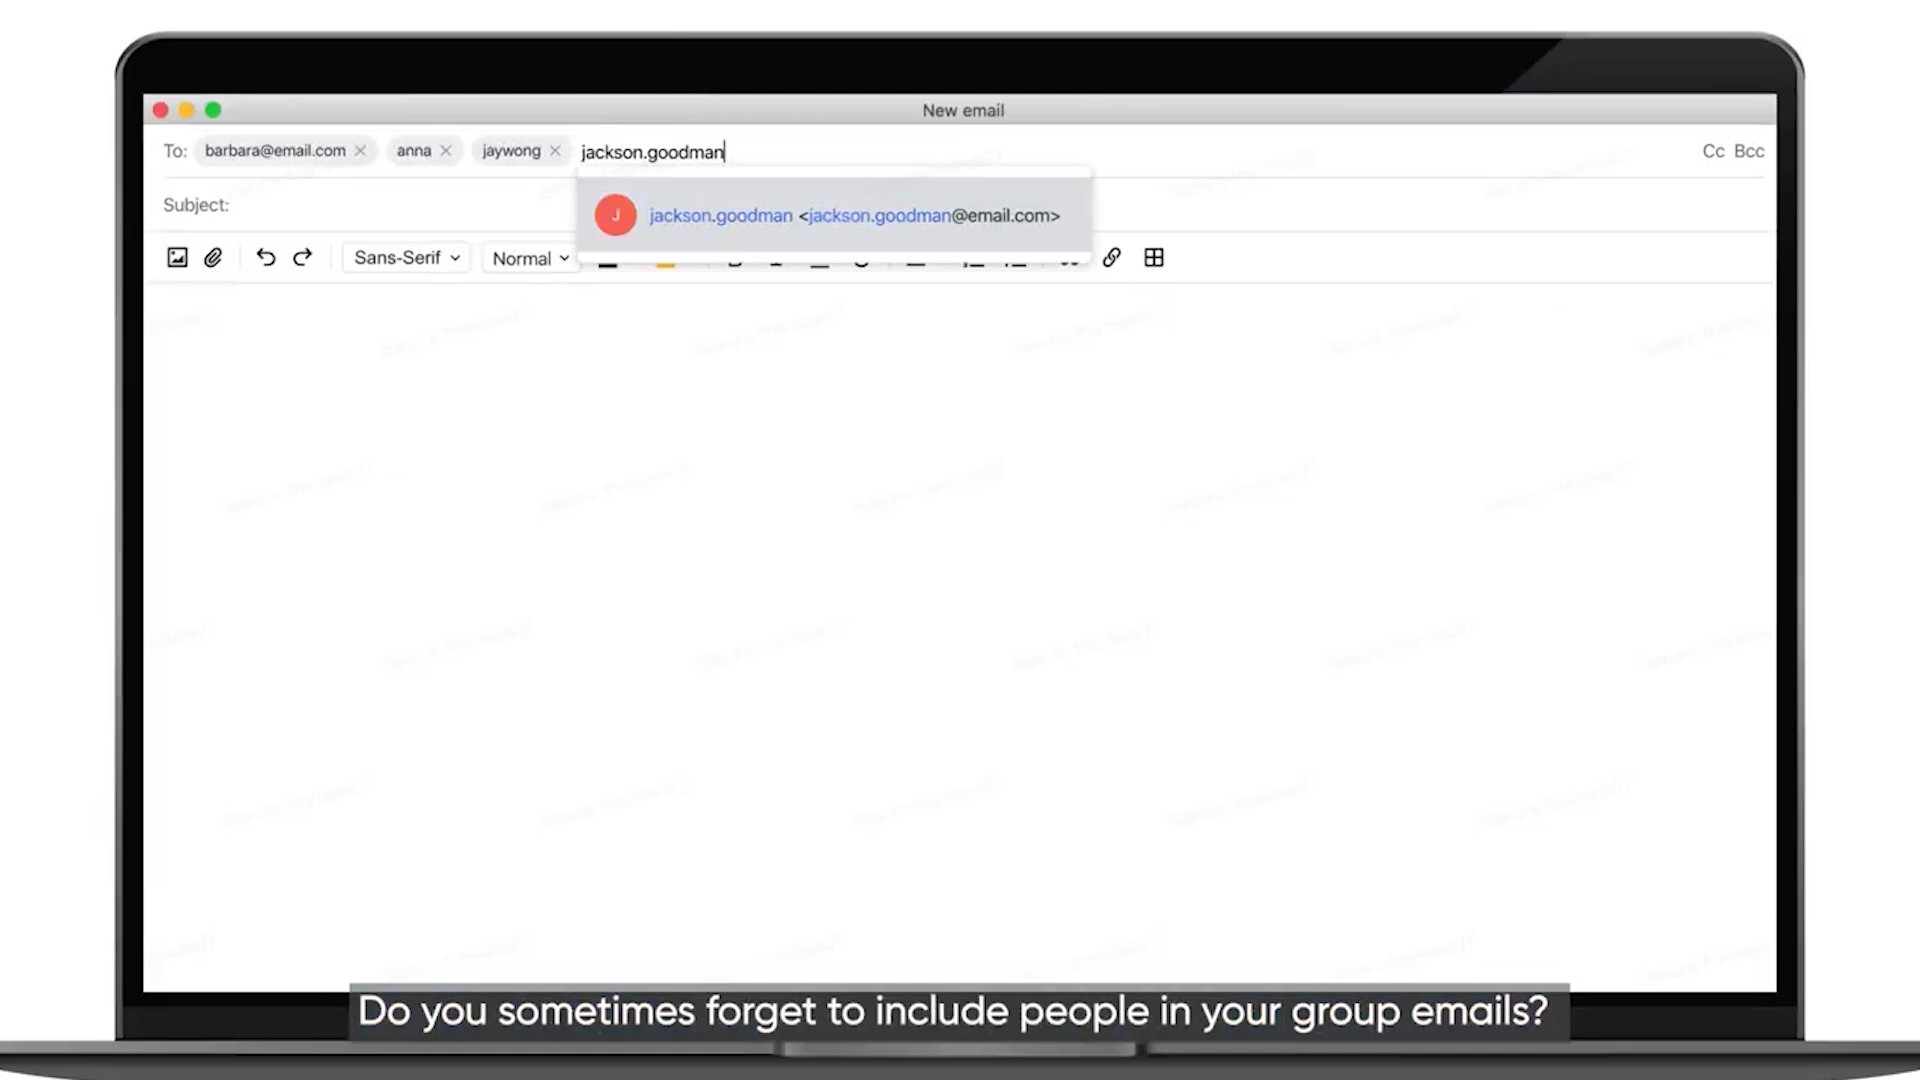 New email
To: barbara@email.com anna jaywong jackson.goodman Cc Bcc
Subject:
J jackson.goodman <jackson.goodman@email.com>
Sans-Serif Normal
Do you sometimes forget to include people in your group emails?